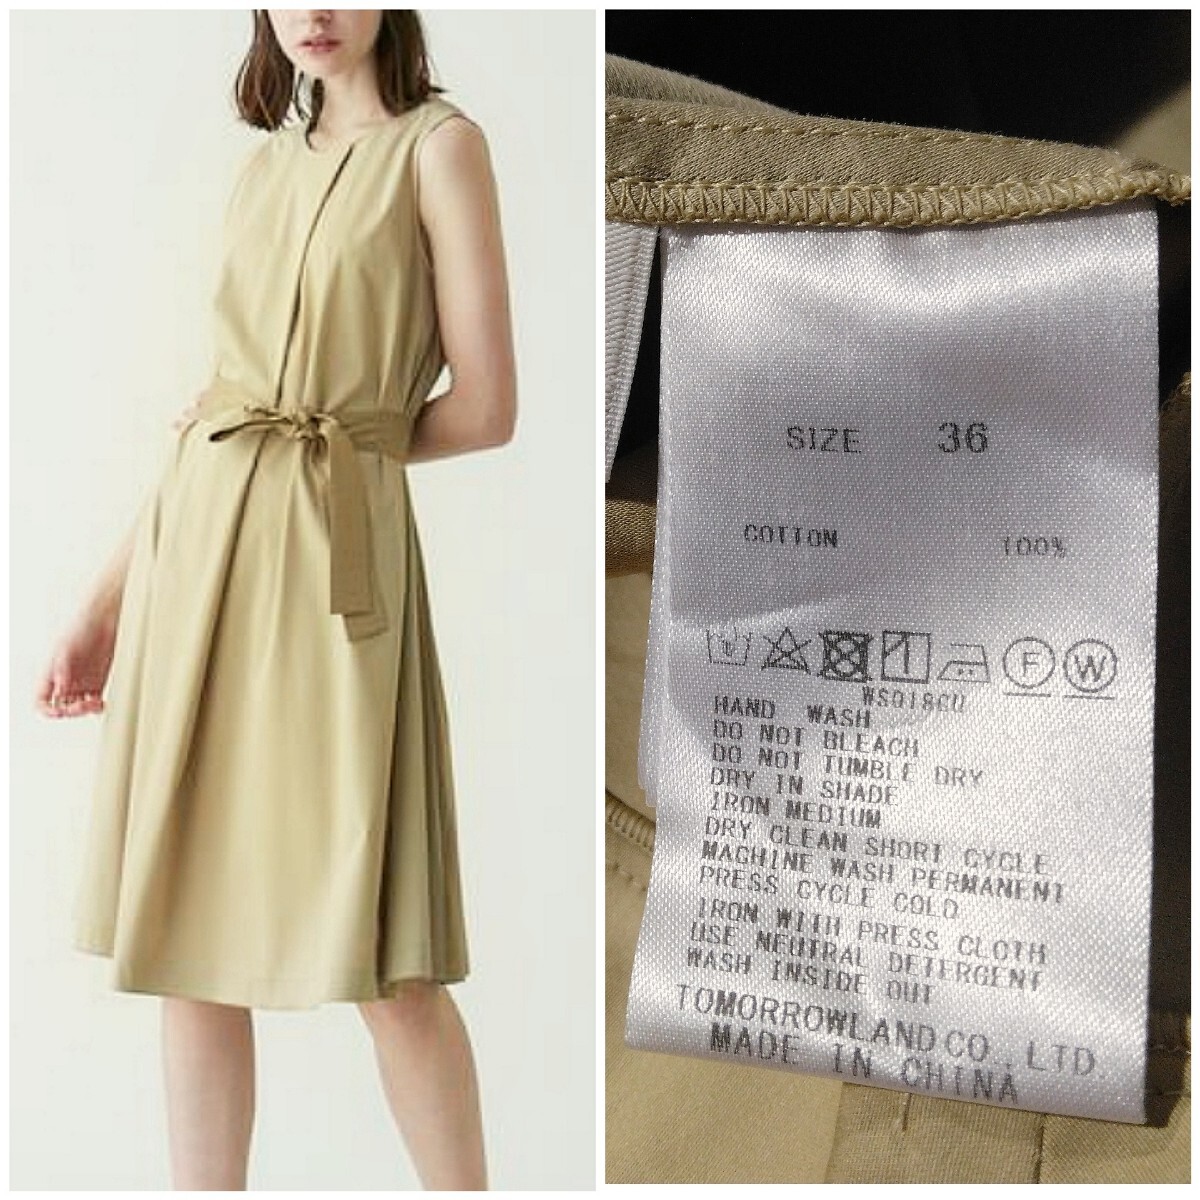 SIZE 36
COTTON 100%
F W
WS018CU
HAND WASH
DO NOT BLEACH
DO NOT TUMBLE DRY
DRY IN SHADE
IRON MEDIUM
DRY CLEAN SHORT CYCLE
MACHINE WASH PERMANENT
PRESS CYCLE COLD
IRON WITH PRESS CLOTH
USE NEUTRAL DETERGENT
WASH INSIDE OUT
TOMORROWLAND CO., LTD
MADE IN CHINA